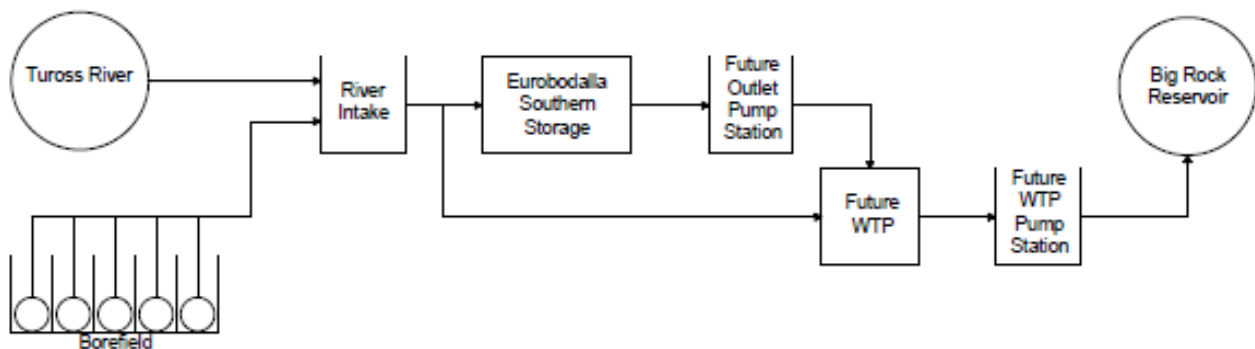 Tuross River
River
Intake
Eurobodalla
Southern
Storage
Future
Outlet
Pump
Station
Big Rock
Reservoir
Future
WTP
Future
WTP
Pump
Station
Borefield